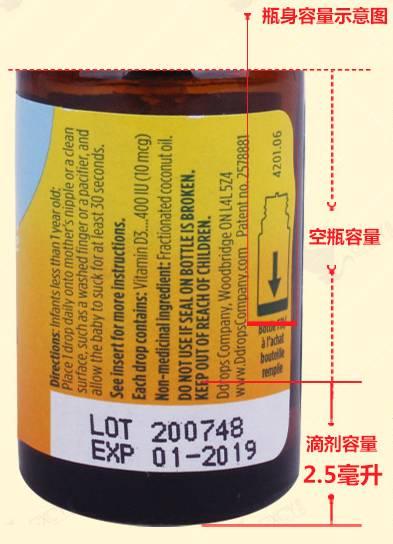 瓶身容量示意图
空瓶容量
滴剂容量
2.5毫升
Directions: Infants less than 1 year old:
Place 1 drop daily onto mother's nipple or a clean
surface, such as a washed finger or a pacifier, and
allow the baby to suck for at least 30 seconds.
See insert for more instructions.
Each drop contains: Vitamin D3....400 IU (10 mcg)
Non-medicinal ingredient: Fractionated coconut oil.
DO NOT USE IF SEAL ON BOTTLE IS BROKEN.
KEEP OUT OF REACH OF CHILDREN.
Ddrops Company, Woodbridge ON L4L 5Z4
www.DdropsCompany.com Patent no. 2578881
4201.06
à l'achat
bouteille
remplie
LOT 200748
EXP 01-2019